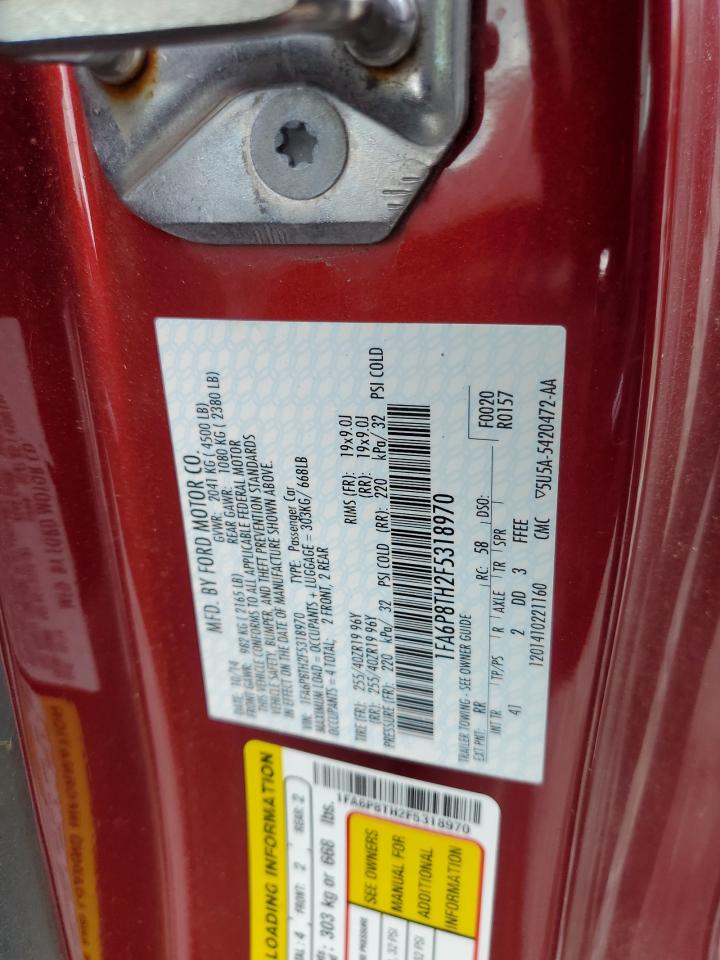 MFD. BY FORD MOTOR CO.
DATE: 10/14 GVWR: 2041 KG ( 4500 LB)
FRONT GAWR: 982 KG ( 2165 LB) REAR GAWR: 1080 KG ( 2380 LB)
THIS VEHICLE CONFORMS TO ALL APPLICABLE FEDERAL MOTOR
VEHICLE SAFETY, BUMPER, AND THEFT PREVENTION STANDARDS
IN EFFECT ON THE DATE OF MANUFACTURE SHOWN ABOVE.
VIN: 1FA6P8TH2F5318970 TYPE: Passenger Car
MAXIMUM LOAD = OCCUPANTS + LUGGAGE = 303KG/ 668LB
OCCUPANTS = 4 TOTAL; 2 FRONT; 2 REAR
TIRE (FR): 255/40ZR19 96Y RIMS (FR): 19x9.0J
(RR): 255/40ZR19 96Y (RR): 19x9.0J
PRESSURE (FR): 220 kPa/ 32 PSI COLD (RR): 220 kPa/ 32 PSI COLD
1FA6P8TH2F5318970
TRAILER TOWING - SEE OWNER GUIDE
F0020
EXT PNT: RR RC: 58 DSO: R0157
INT TR TP/PS R AXLE TR SPR
4J 2 DD 3 FFEE
1201410221160 CMC ▽5U5A-5420472-AA
LOADING INFORMATION
: 4 FRONT: 2 REAR: 2
: 303 kg or 668 lbs.
1FA6P8TH2F5318970
PRESSURE
32 PSI
32 PSI
SEE OWNERS
MANUAL FOR
ADDITIONAL
INFORMATION